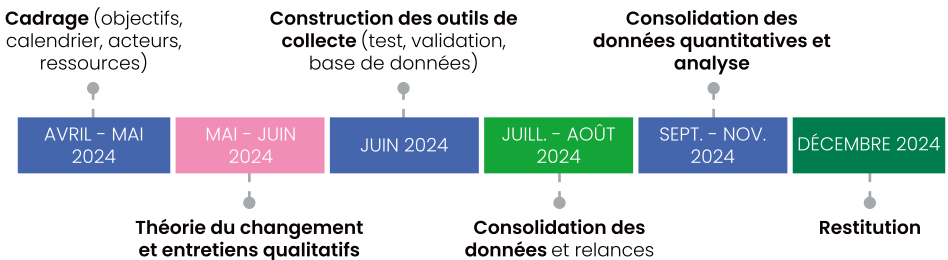 Cadrage (objectifs,
calendrier, acteurs,
ressources)
Construction des outils de
collecte (test, validation,
base de données)
Consolidation des
données quantitatives et
analyse
AVRIL - MAI
2024
MAI - JUIN
2024
JUIN 2024
JUILL. - AOÛT
2024
SEPT. - NOV.
2024
DÉCEMBRE 2024
Théorie du changement
et entretiens qualitatifs
Consolidation des
données et relances
Restitution